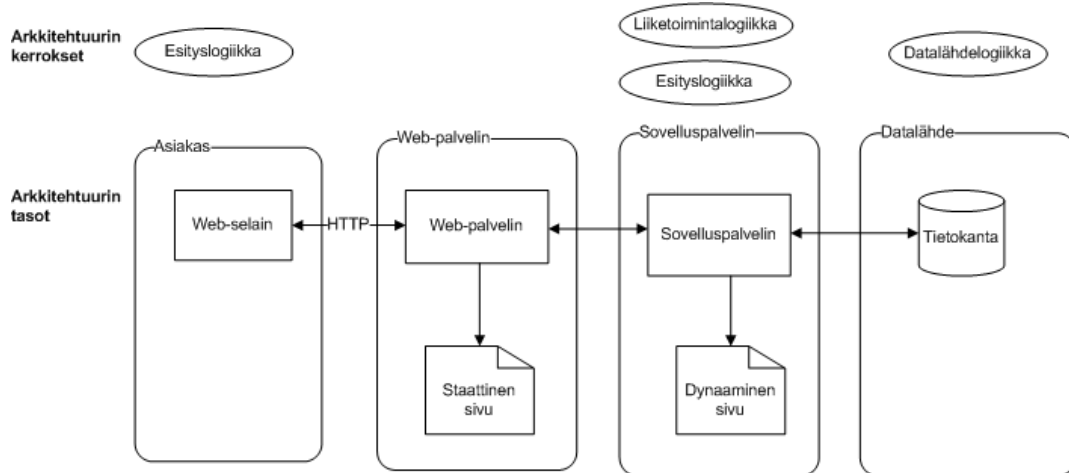 Arkkitehtuurin
kerrokset
Esityslogiikka
Liiketoimintalogiikka
Esityslogiikka
Datalähdelogiikka
Arkkitehtuurin
tasot
Asiakas
Web-palvelin
Sovelluspalvelin
Datalähde
Web-selain
HTTP
Web-palvelin
Sovelluspalvelin
Tietokanta
Staattinen
sivu
Dynaaminen
sivu